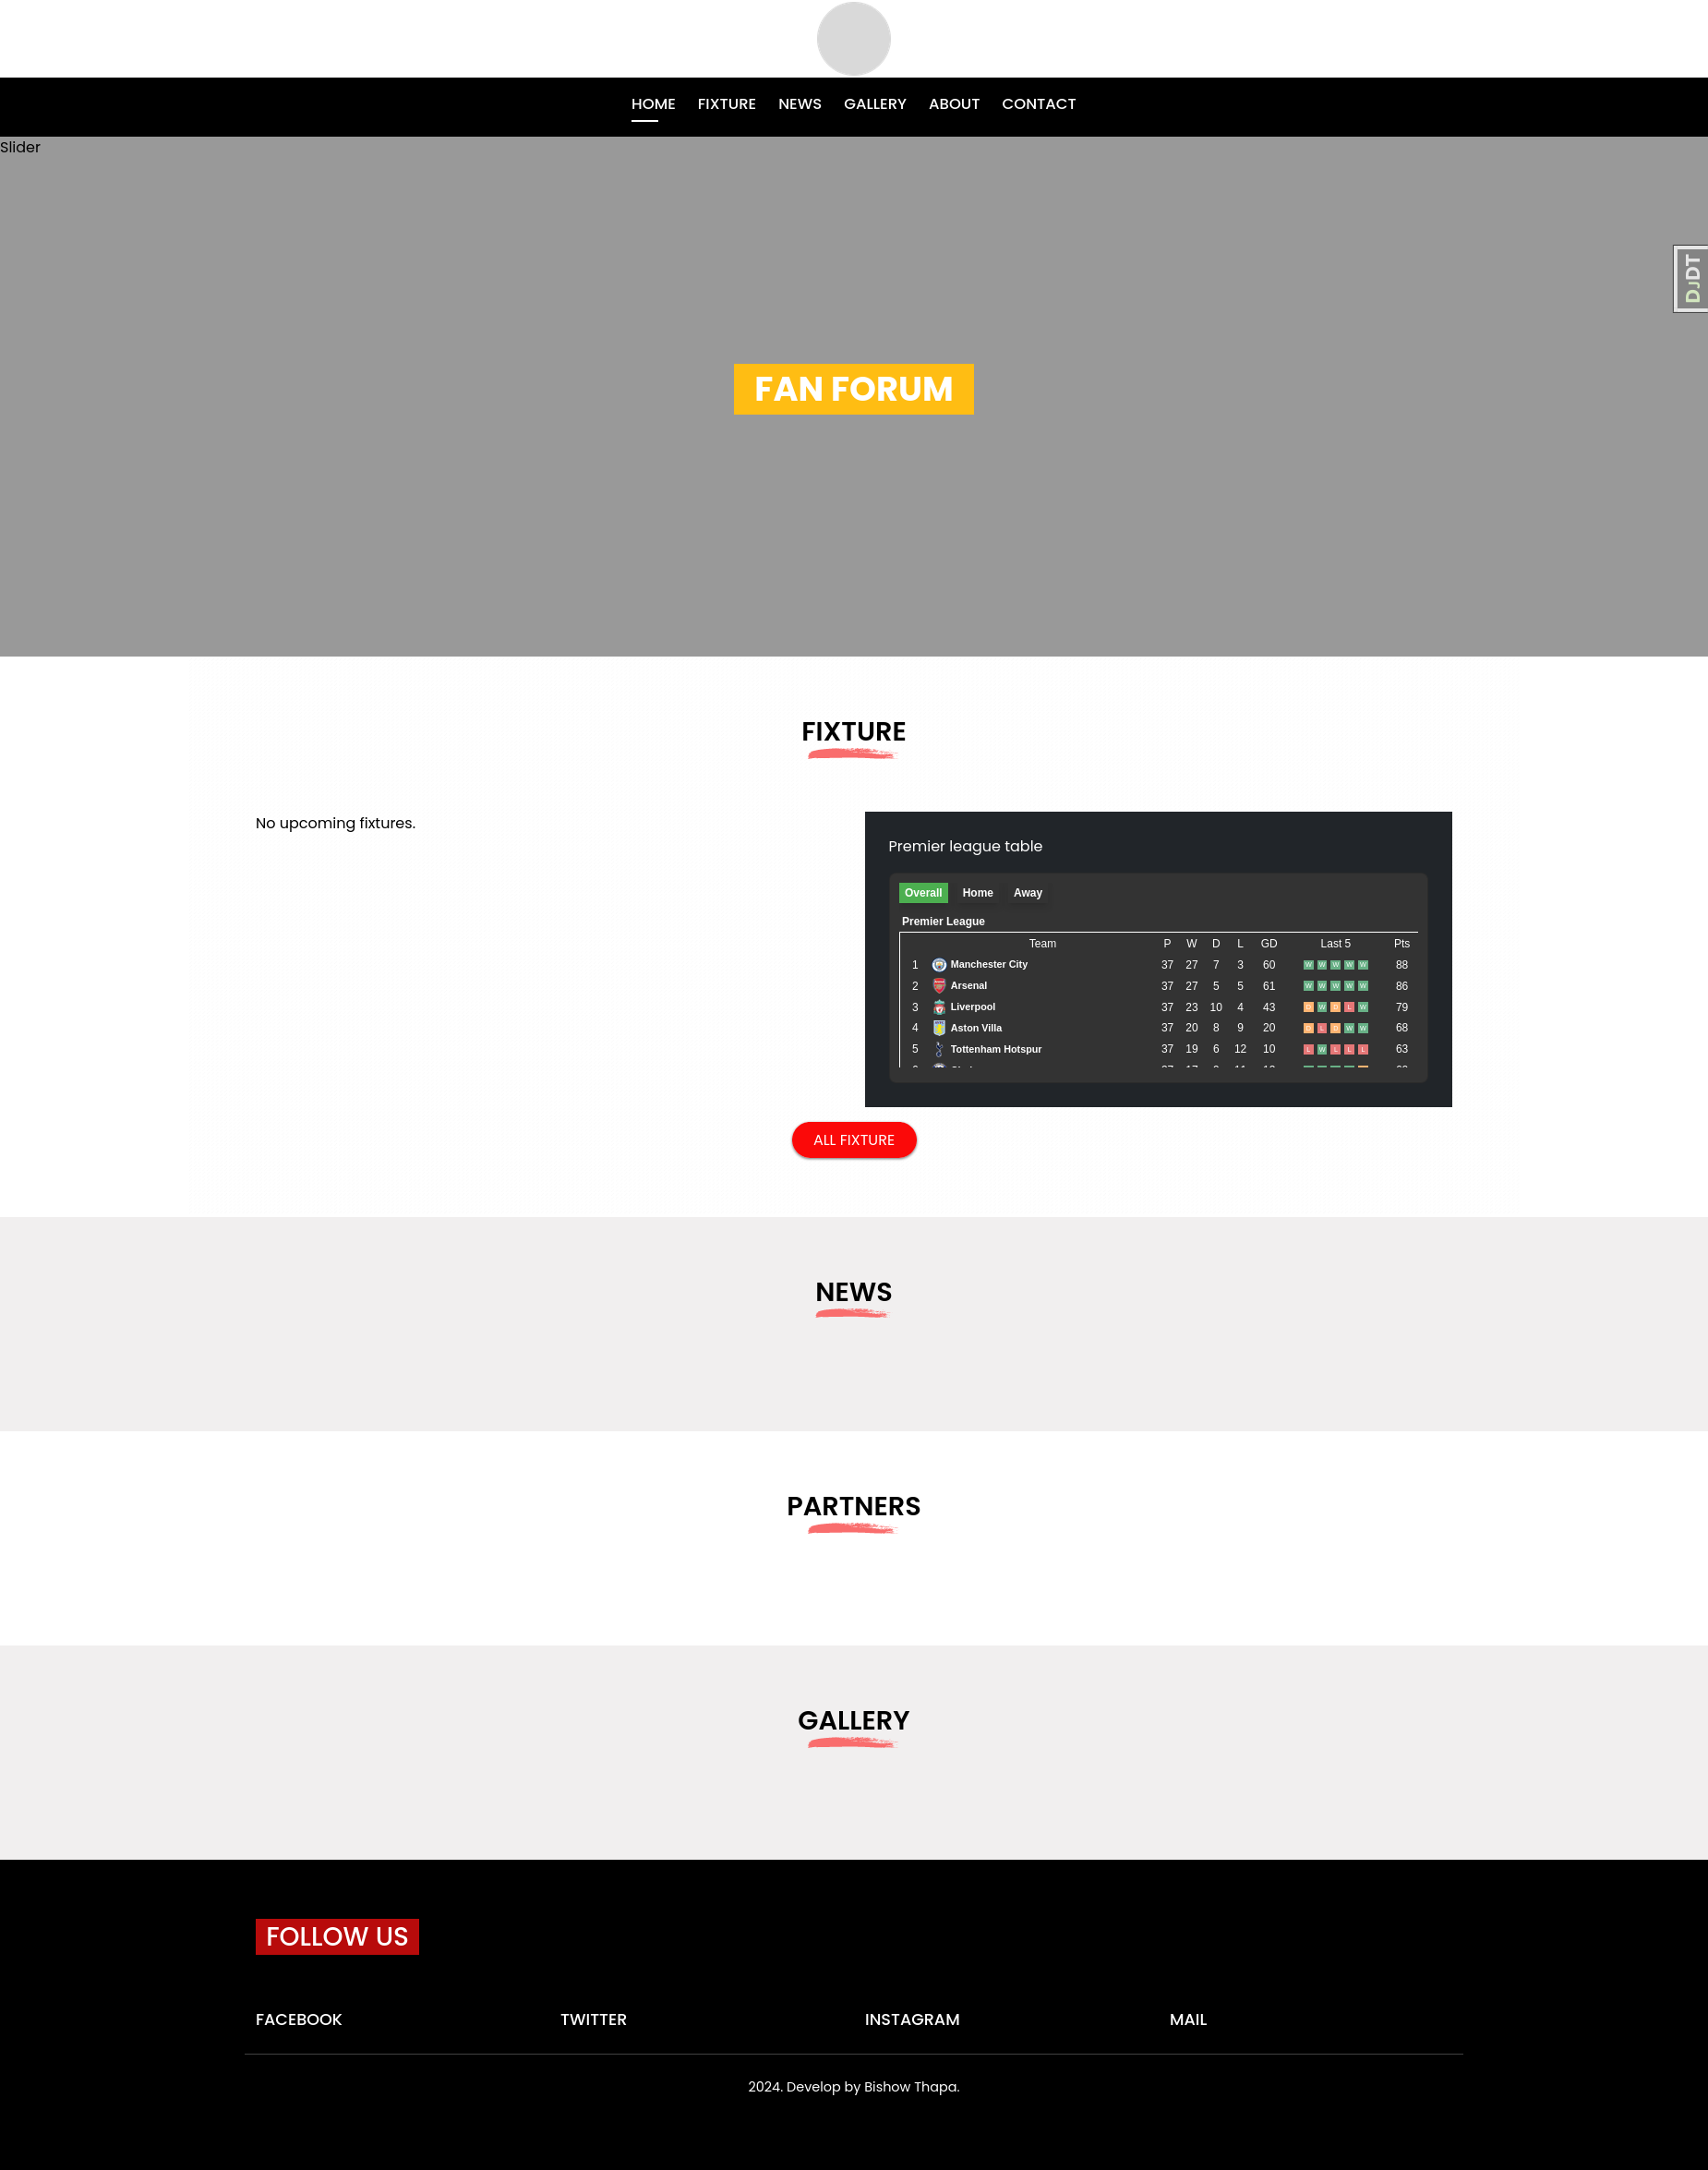 HOME FIXTURE NEWS GALLERY ABOUT CONTACT
Slider
DJDT
FAN FORUM
FIXTURE
No upcoming fixtures.
Premier league table
Overall Home Away
Premier League
Team P W D L GD Last 5 Pts
1 Manchester City 37 27 7 3 60 W W W W W 88
2 Arsenal 37 27 5 5 61 W W W W W 86
3 Liverpool 37 23 10 4 43 D W D L W 79
4 Aston Villa 37 20 8 9 20 D L D W W 68
5 Tottenham Hotspur 37 19 6 12 10 L W L L L 63
ALL FIXTURE
NEWS
PARTNERS
GALLERY
FOLLOW US
FACEBOOK TWITTER INSTAGRAM MAIL
2024. Develop by Bishow Thapa.